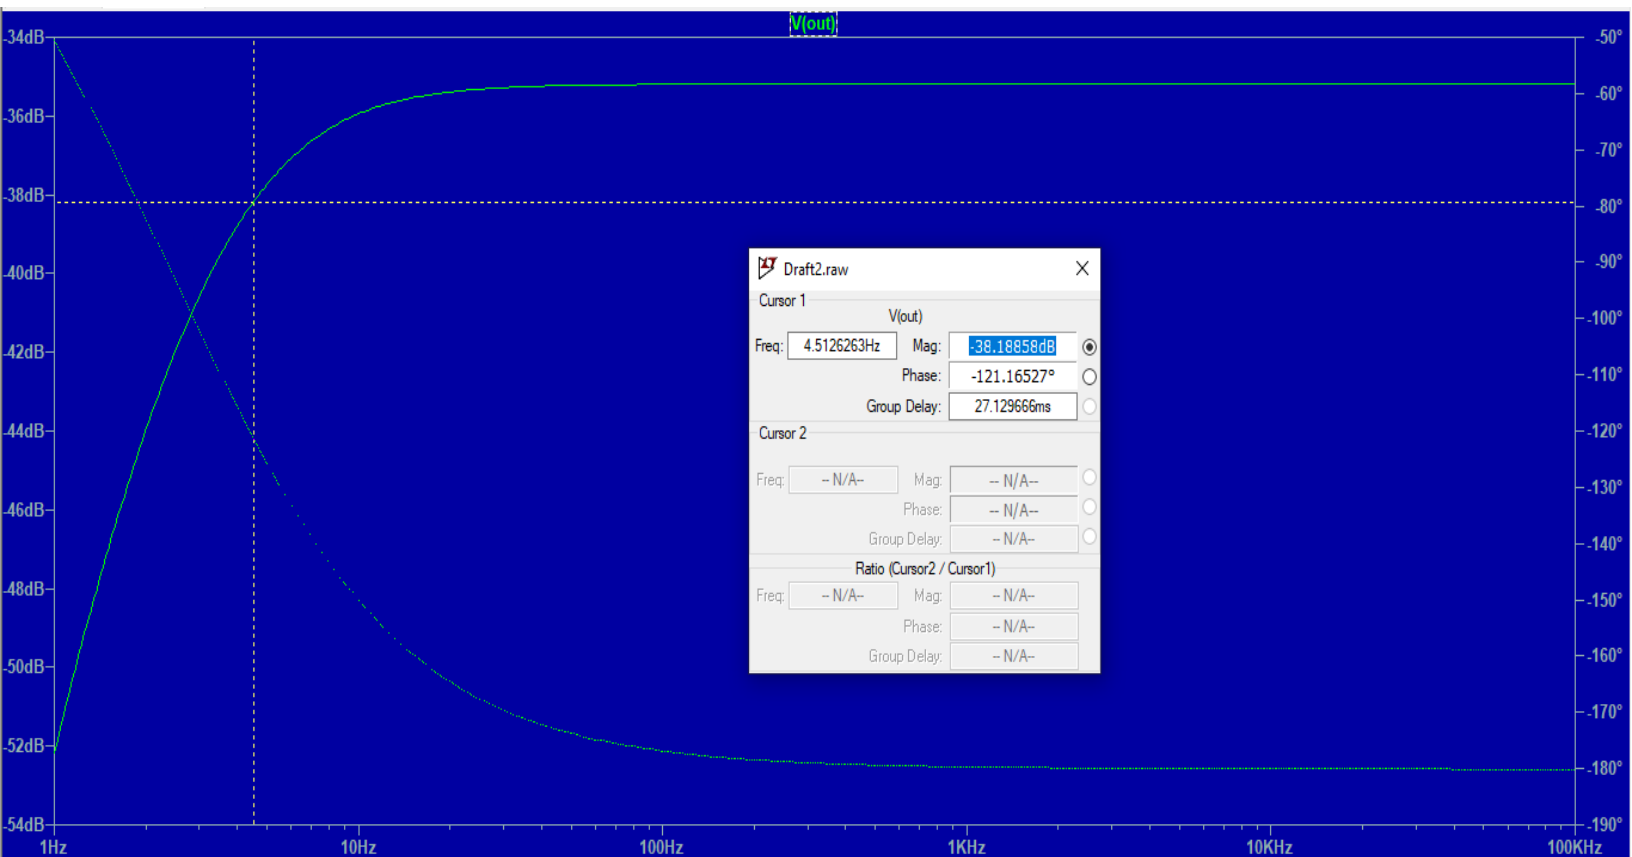 V(out)
-34dB
-36dB
-38dB
-40dB
-42dB
-44dB
-46dB
-48dB
-50dB
-52dB
-54dB
-50°
-60°
-70°
-80°
-90°
-100°
-110°
-120°
-130°
-140°
-150°
-160°
-170°
-180°
-190°
1Hz 10Hz 100Hz 1KHz 10KHz 100KHz
Draft2.raw
Cursor 1
V(out)
Freq: 4.5126263Hz Mag: -38.18858dB
Phase: -121.16527°
Group Delay: 27.129666ms
Cursor 2
Freq: -- N/A-- Mag: -- N/A--
Phase: -- N/A--
Group Delay: -- N/A--
Ratio (Cursor2 / Cursor1)
Freq: -- N/A-- Mag: -- N/A--
Phase: -- N/A--
Group Delay: -- N/A--